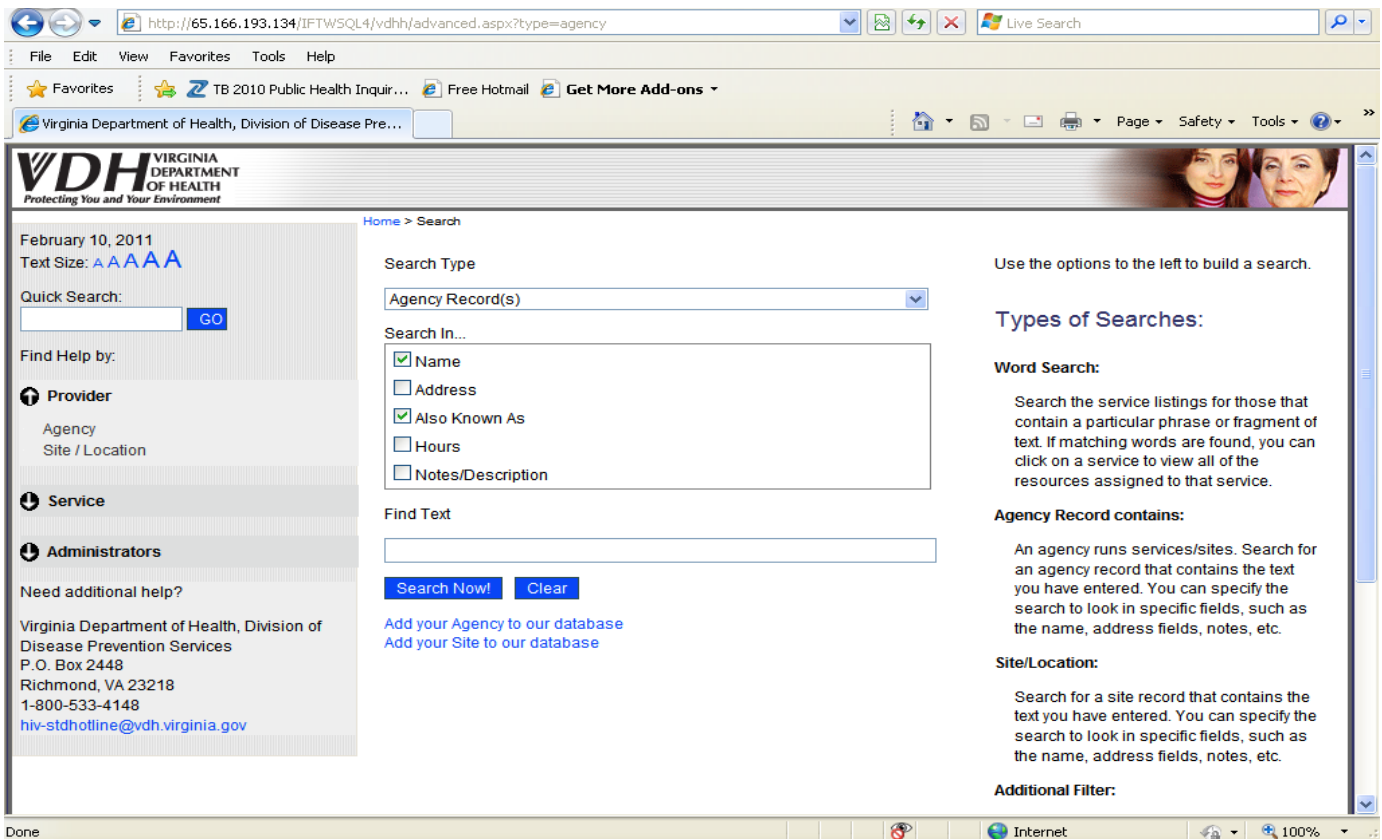 http://65.166.193.134/IFTWSQL4/vdhh/advanced.aspx?type=agency
Live Search
File Edit View Favorites Tools Help
Favorites TB 2010 Public Health Inquir... Free Hotmail Get More Add-ons
Virginia Department of Health, Division of Disease Pre...
Page Safety Tools »
VDH VIRGINIA
DEPARTMENT
OF HEALTH
Protecting You and Your Environment
February 10, 2011
Text Size: A A A A A
Quick Search:
GO
Find Help by:
Provider
Agency
Site / Location
Service
Administrators
Need additional help?
Virginia Department of Health, Division of
Disease Prevention Services
P.O. Box 2448
Richmond, VA 23218
1-800-533-4148
hiv-stdhotline@vdh.virginia.gov
Home > Search
Search Type
Agency Record(s)
Search In...
Name
Address
Also Known As
Hours
Notes/Description
Find Text
Search Now! Clear
Add your Agency to our database
Add your Site to our database
Use the options to the left to build a search.
Types of Searches:
Word Search:
Search the service listings for those that
contain a particular phrase or fragment of
text. If matching words are found, you can
click on a service to view all of the
resources assigned to that service.
Agency Record contains:
An agency runs services/sites. Search for
an agency record that contains the text
you have entered. You can specify the
search to look in specific fields, such as
the name, address fields, notes, etc.
Site/Location:
Search for a site record that contains the
text you have entered. You can specify the
search to look in specific fields, such as
the name, address fields, notes, etc.
Additional Filter:
Done Internet 100%